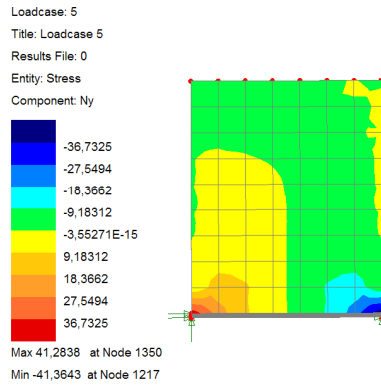 Loadcase: 5
Title: Loadcase 5
Results File: 0
Entity: Stress
Component: Ny
-36,7325
-27,5494
-18,3662
-9,18312
-3,55271E-15
9,18312
18,3662
27,5494
36,7325
Max 41,2838 at Node 1350
Min -41,3643 at Node 1217